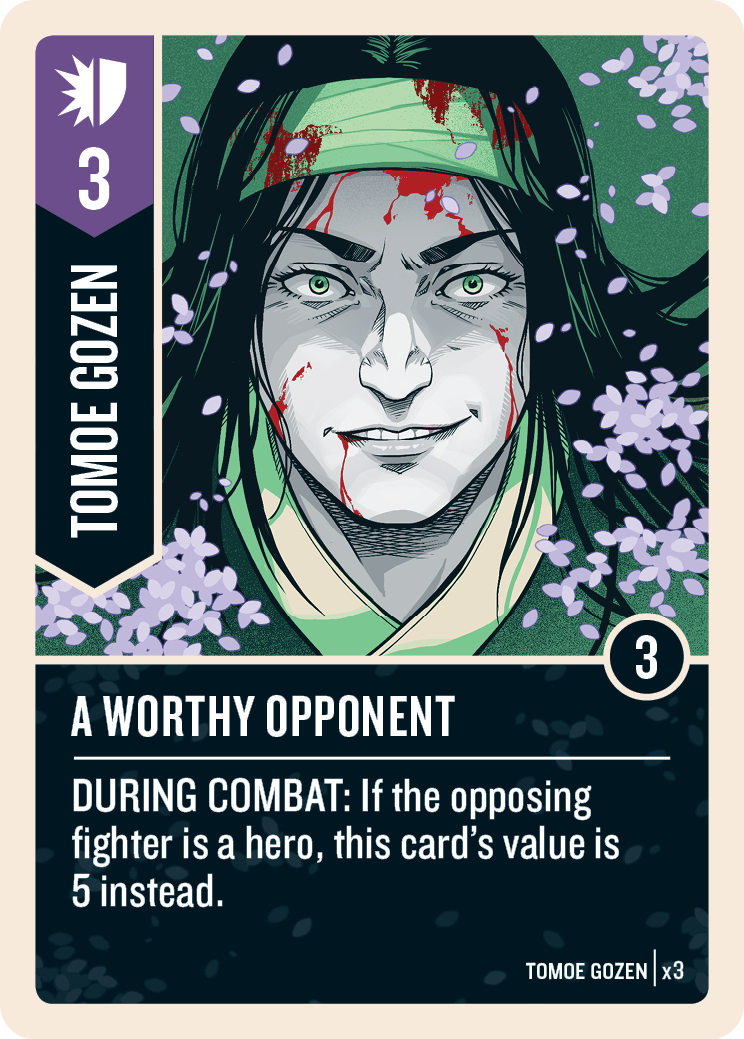 3
TOMOE GOZEN
3
A WORTHY OPPONENT
DURING COMBAT: If the opposing
fighter is a hero, this card’s value is
5 instead.
TOMOE GOZEN | x3